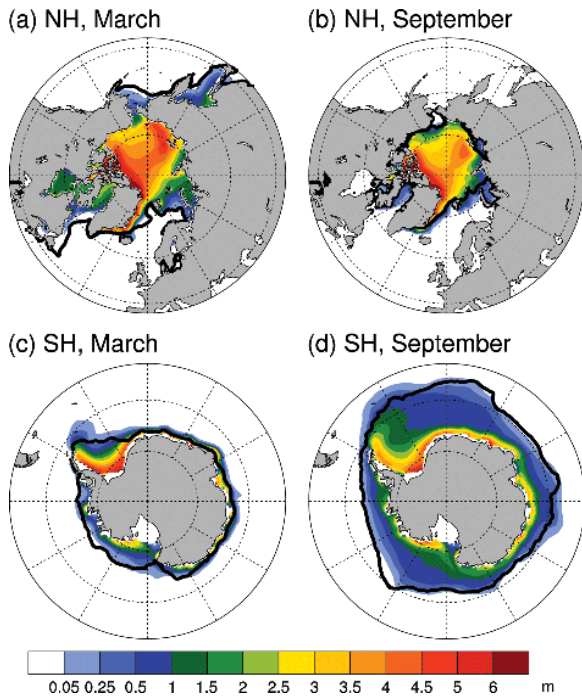 (a) NH, March
(b) NH, September
(c) SH, March
(d) SH, September
0.05 0.25 0.5 1 1.5 2 2.5 3 3.5 4 4.5 5 6 m